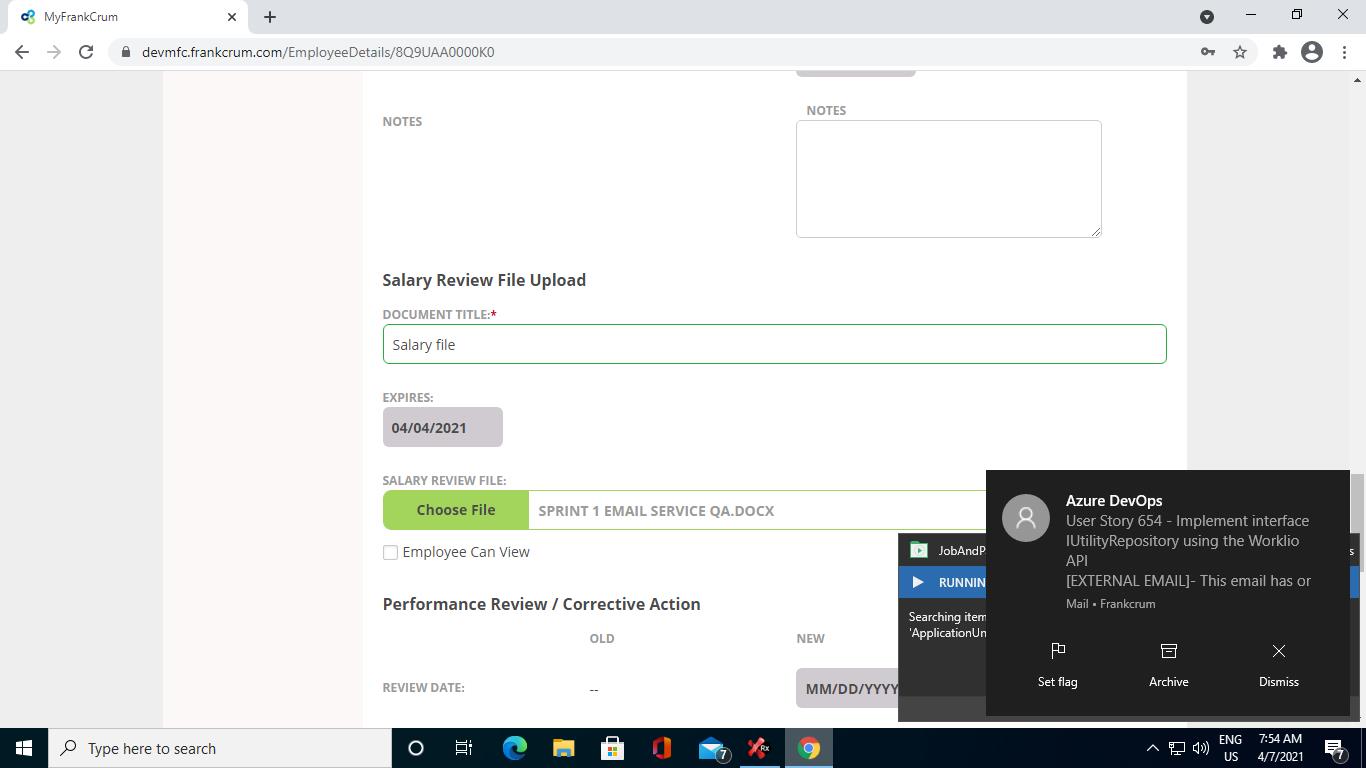 MyFrankCrum
devmfc.frankcrum.com/EmployeeDetails/8Q9UAA0000K0
NOTES
NOTES
Salary Review File Upload
DOCUMENT TITLE:*
Salary file
EXPIRES:
04/04/2021
SALARY REVIEW FILE:
Choose File
SPRINT 1 EMAIL SERVICE QA.DOCX
Employee Can View
Performance Review / Corrective Action
OLD
NEW
REVIEW DATE:
--
MM/DD/YYYY
JobAndP
s
RUNNIN
Searching item
'ApplicationUn
Azure DevOps
User Story 654 - Implement interface
IUtilityRepository using the Worklio
API
[EXTERNAL EMAIL]- This email has or
Mail • Frankcrum
Set flag
Archive
Dismiss
Type here to search
7
Rx
ENG
US
7:54 AM
4/7/2021
7